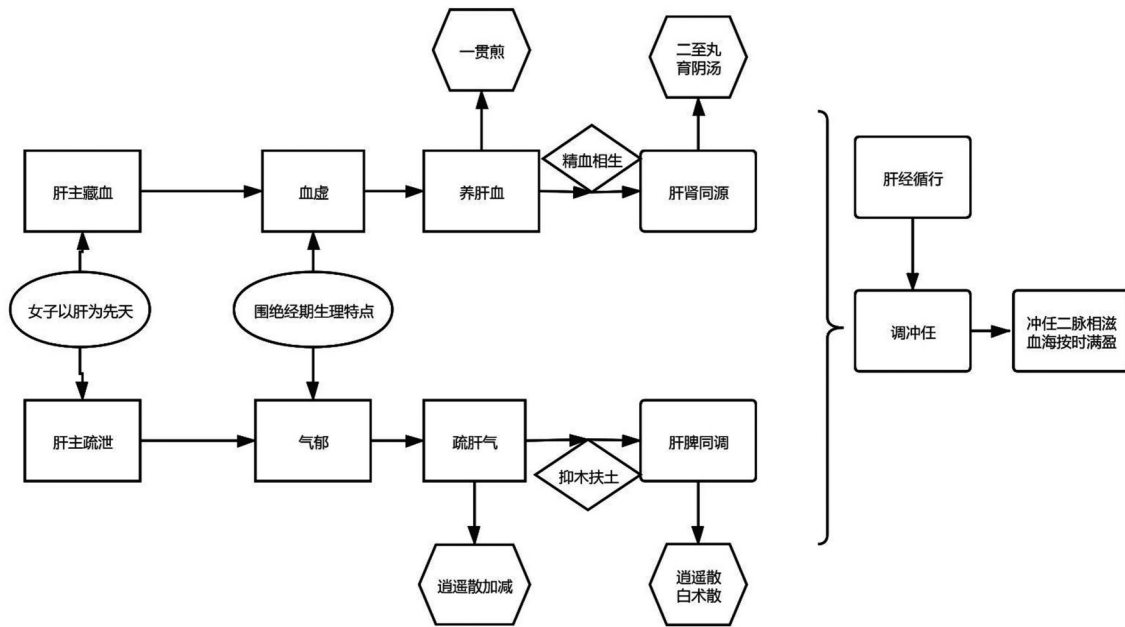 一贯煎
二至丸
育阴汤
精血相生
肝主藏血
血虚
养肝血
肝肾同源
肝经循行
女子以肝为先天
围绝经期生理特点
调冲任
冲任二脉相滋
血海按时满盈
肝主疏泄
气郁
疏肝气
肝脾同调
抑木扶土
逍遥散加减
逍遥散
白术散